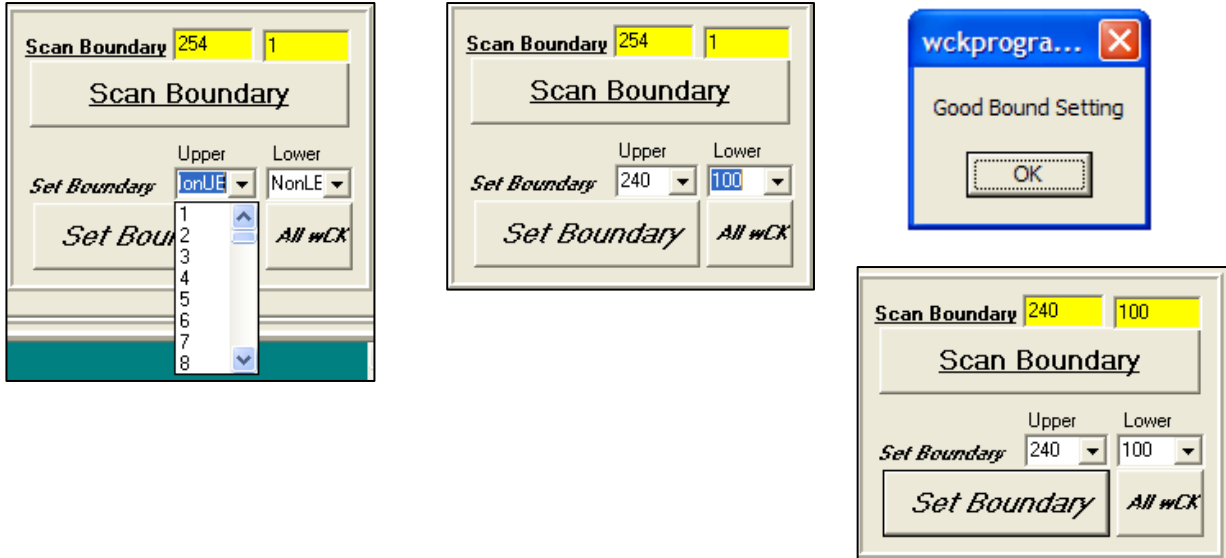 Scan Boundary 254 1
Scan Boundary
Upper Lower
Set Boundary onUE NonLE
Set Bour All wCK
1
2
3
4
5
6
7
8
Scan Boundary 254 1
Scan Boundary
Upper Lower
Set Boundary 240 100
Set Boundary All wCK
wckprogra...
Good Bound Setting
OK
Scan Boundary 240 100
Scan Boundary
Upper Lower
Set Boundary 240 100
Set Boundary All wCK